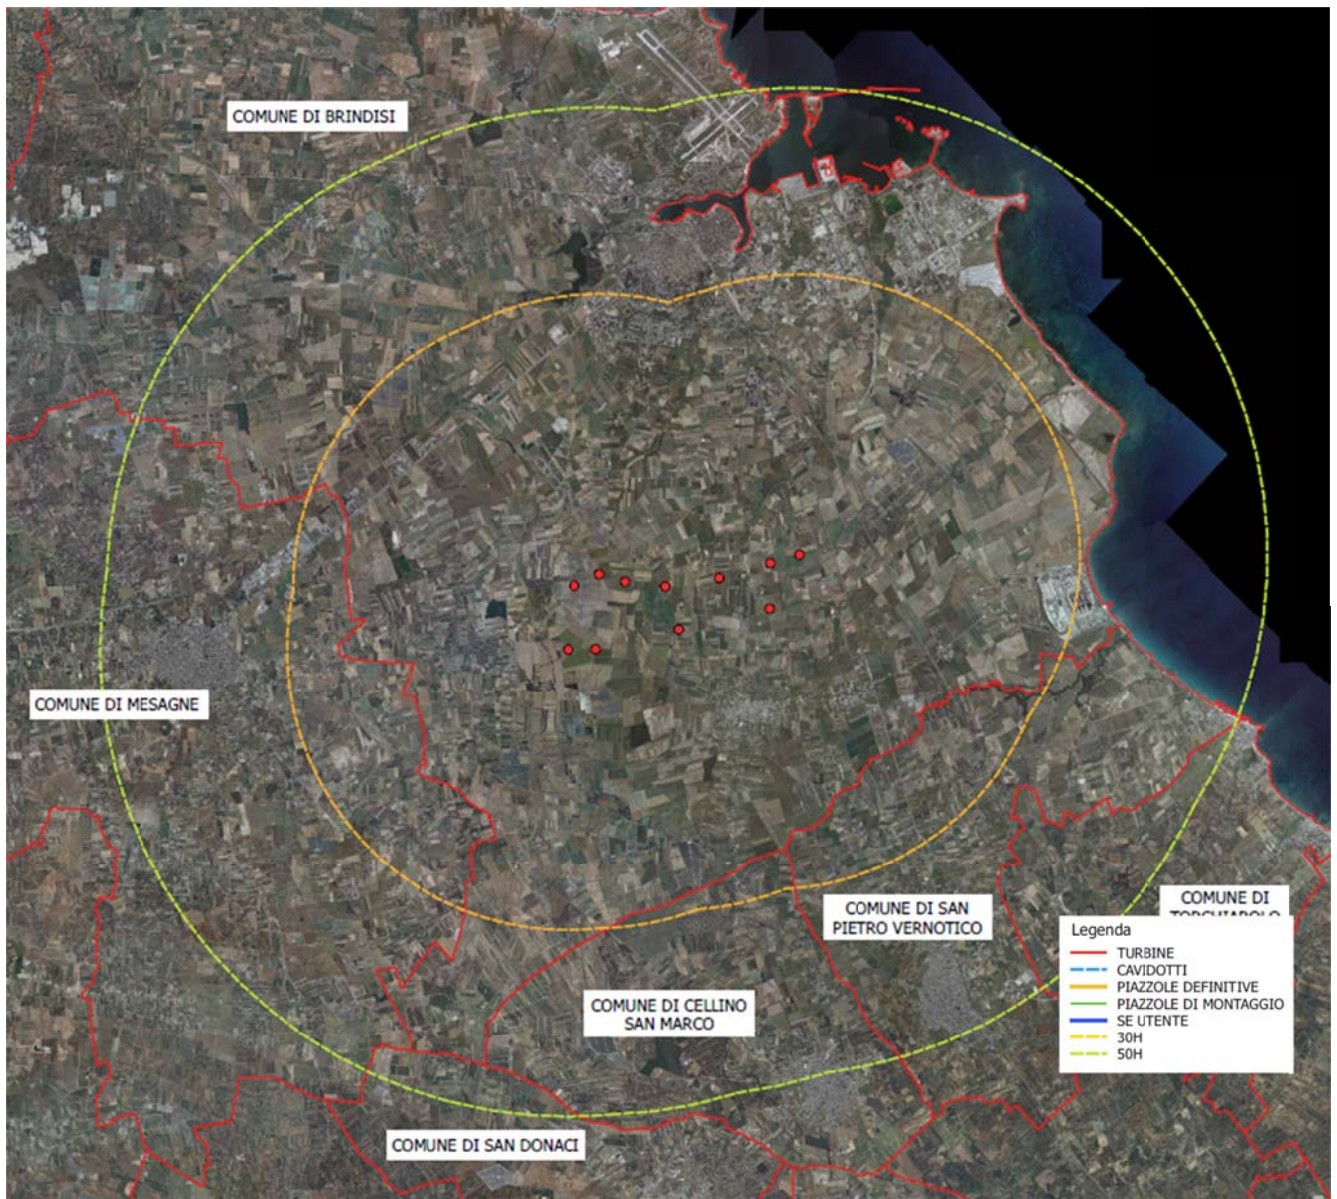 COMUNE DI BRINDISI
COMUNE DI MESAGNE
COMUNE DI SAN
PIETRO VERNOTICO
COMUNE DI
COMUNE DI CELLINO
SAN MARCO
COMUNE DI SAN DONACI
Legenda
TURBINE
CAVIDOTTI
PIAZZOLE DEFINITIVE
PIAZZOLE DI MONTAGGIO
SE UTENTE
30H
50H